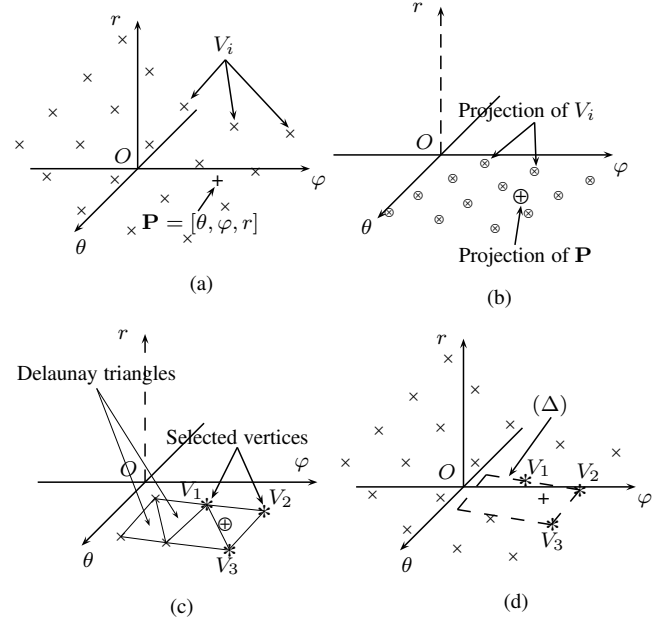 r
V_i
O
φ
P = [θ, φ, r]
θ
(a)
r
Projection of V_i
O
φ
θ
Projection of P
(b)
r
Delaunay triangles
Selected vertices
O
φ
V_1
V_2
V_3
θ
(c)
r
(Δ)
O
V_1
V_2
φ
V_3
θ
(d)